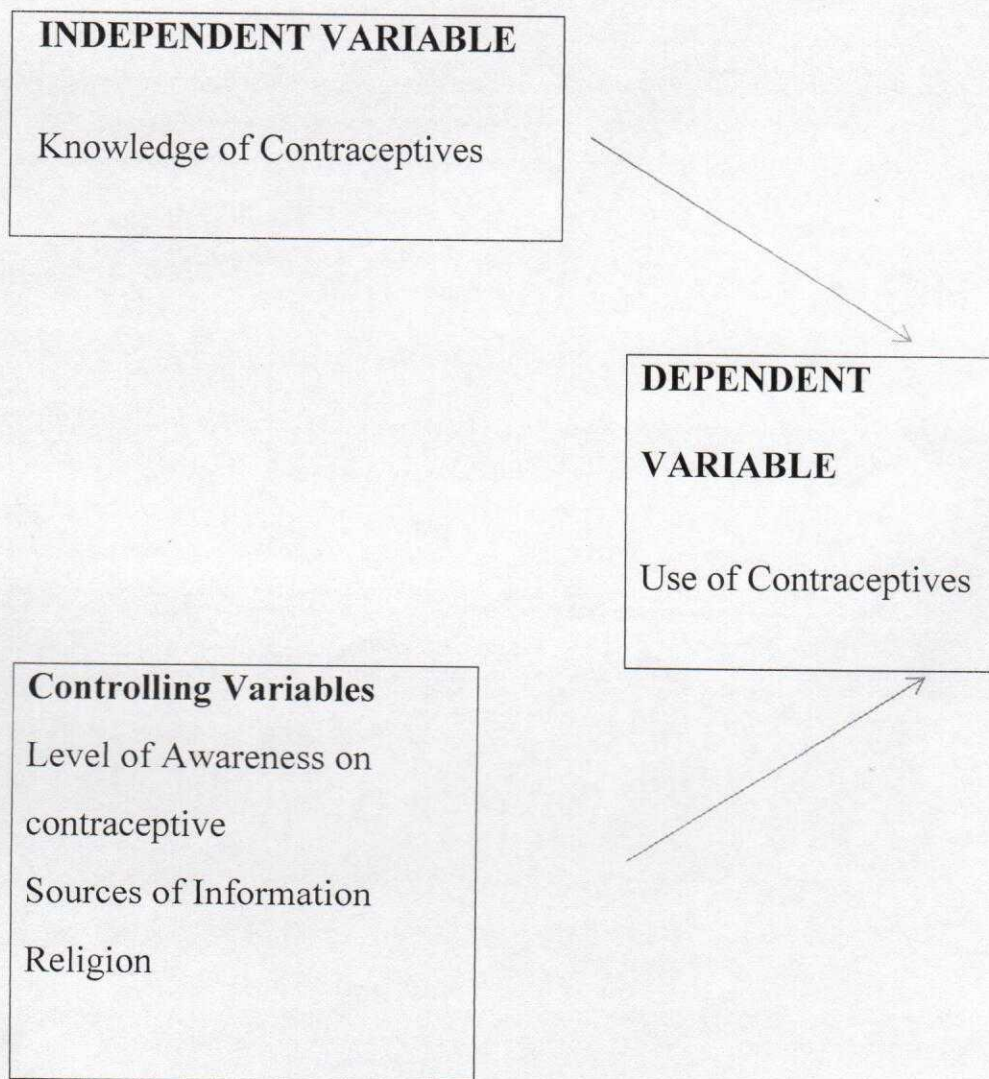 INDEPENDENT VARIABLE
Knowledge of Contraceptives
DEPENDENT
VARIABLE
Use of Contraceptives
Controlling Variables
Level of Awareness on
contraceptive
Sources of Information
Religion